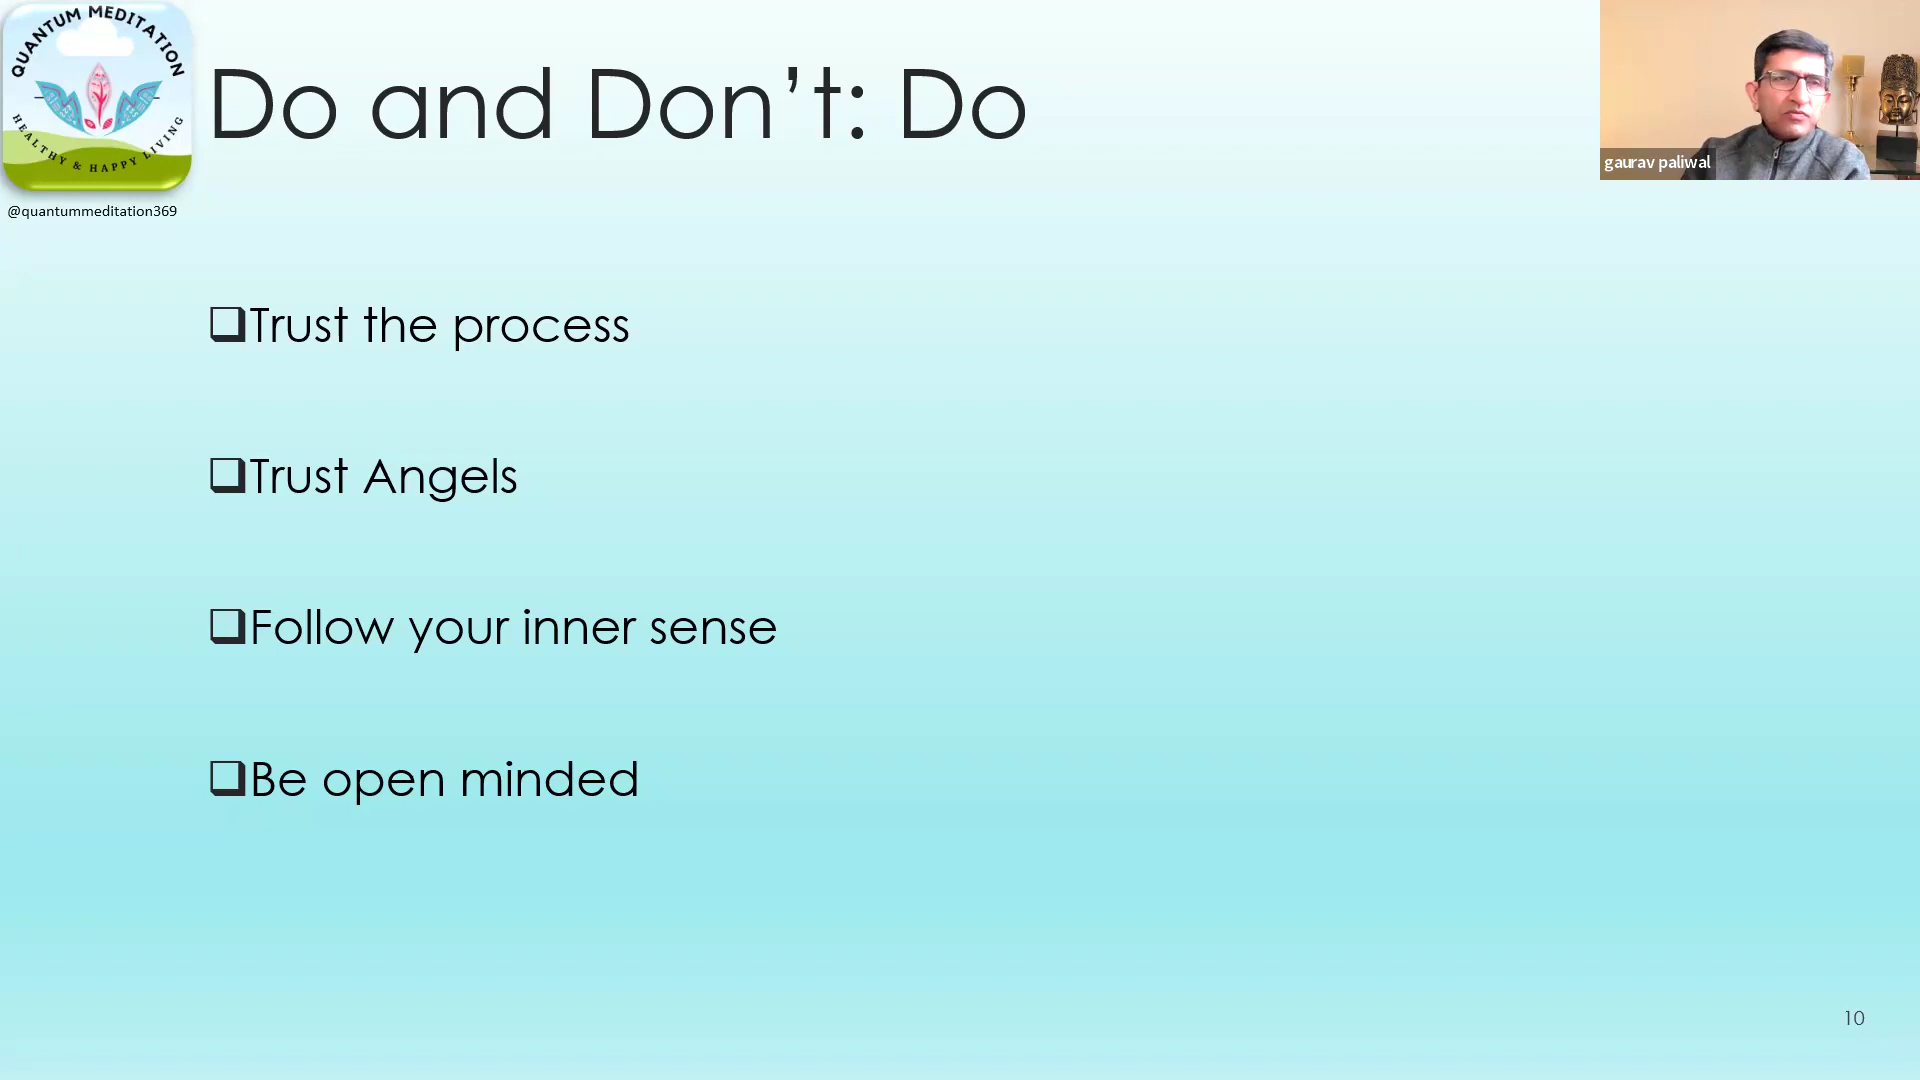 QUANTUM MEDITATION
HEALTHY & HAPPY LIVING
@quantummeditation369
Do and Don’t: Do
gaurav paliwal
❑Trust the process
❑Trust Angels
❑Follow your inner sense
❑Be open minded
10